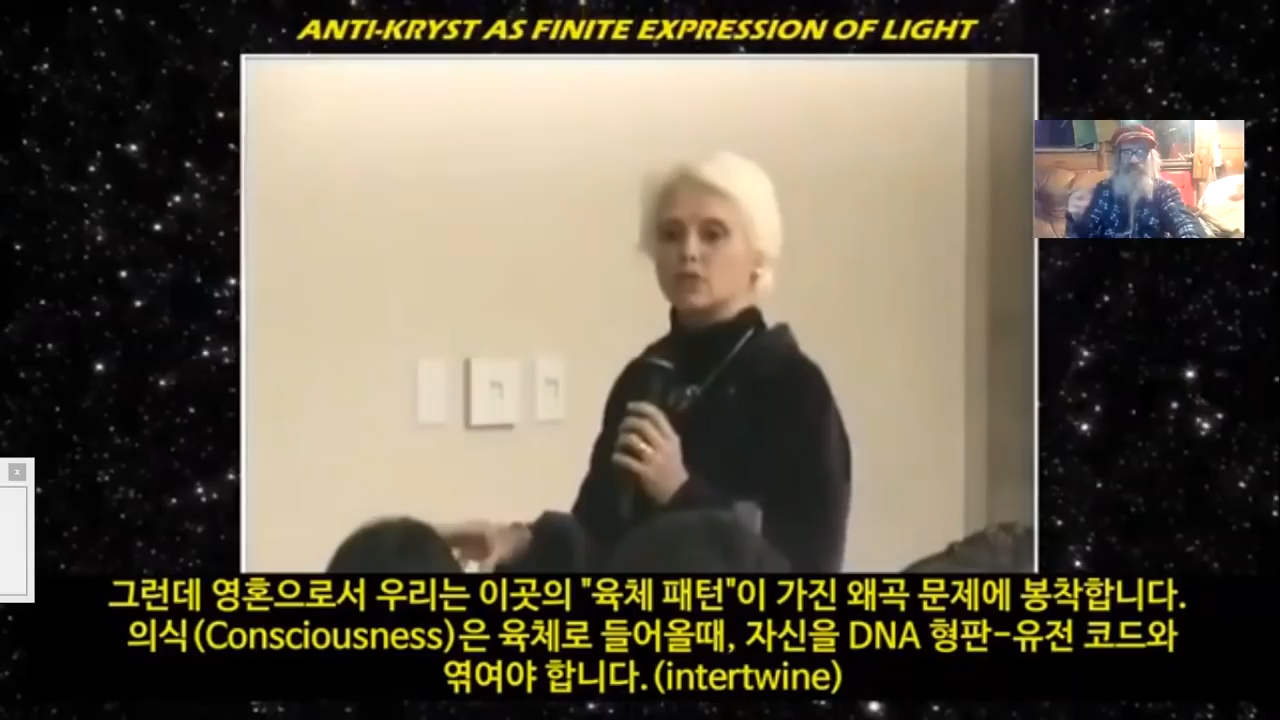 ANTI-KRYST AS FINITE EXPRESSION OF LIGHT
x
그런데 영혼으로서 우리는 이곳의 "육체 패턴"이 가진 왜곡 문제에 봉착합니다.
의식(Consciousness)은 육체로 들어올때, 자신을 DNA 형판-유전 코드와
엮여야 합니다.(intertwine)